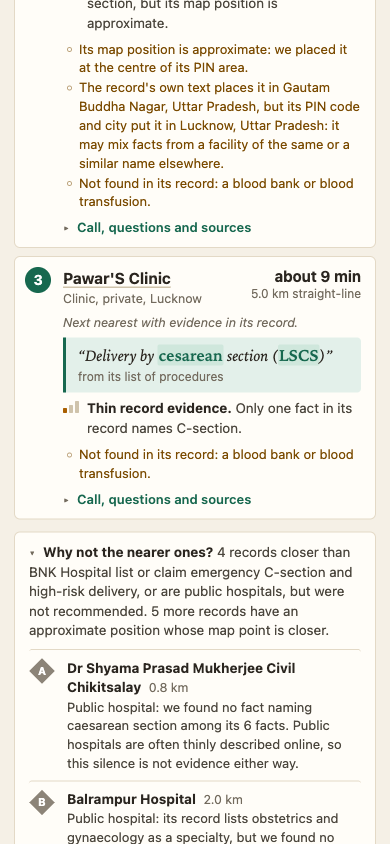 section, but its map position is
approximate.
Its map position is approximate: we placed it
at the centre of its PIN area.
The record's own text places it in Gautam
Buddha Nagar, Uttar Pradesh, but its PIN code
and city put it in Lucknow, Uttar Pradesh: it
may mix facts from a facility of the same or a
similar name elsewhere.
Not found in its record: a blood bank or blood
transfusion.
Call, questions and sources
3 Pawar'S Clinic about 9 min
Clinic, private, Lucknow 5.0 km straight-line
Next nearest with evidence in its record.
“Delivery by cesarean section (LSCS)”
from its list of procedures
Thin record evidence. Only one fact in its
record names C-section.
Not found in its record: a blood bank or blood
transfusion.
Call, questions and sources
Why not the nearer ones? 4 records closer than
BNK Hospital list or claim emergency C-section and
high-risk delivery, or are public hospitals, but were
not recommended. 5 more records have an
approximate position whose map point is closer.
A Dr Shyama Prasad Mukherjee Civil
Chikitsalay 0.8 km
Public hospital: we found no fact naming
caesarean section among its 6 facts. Public
hospitals are often thinly described online, so
this silence is not evidence either way.
B Balrampur Hospital 2.0 km
Public hospital: its record lists obstetrics and
gynaecology as a specialty, but we found no